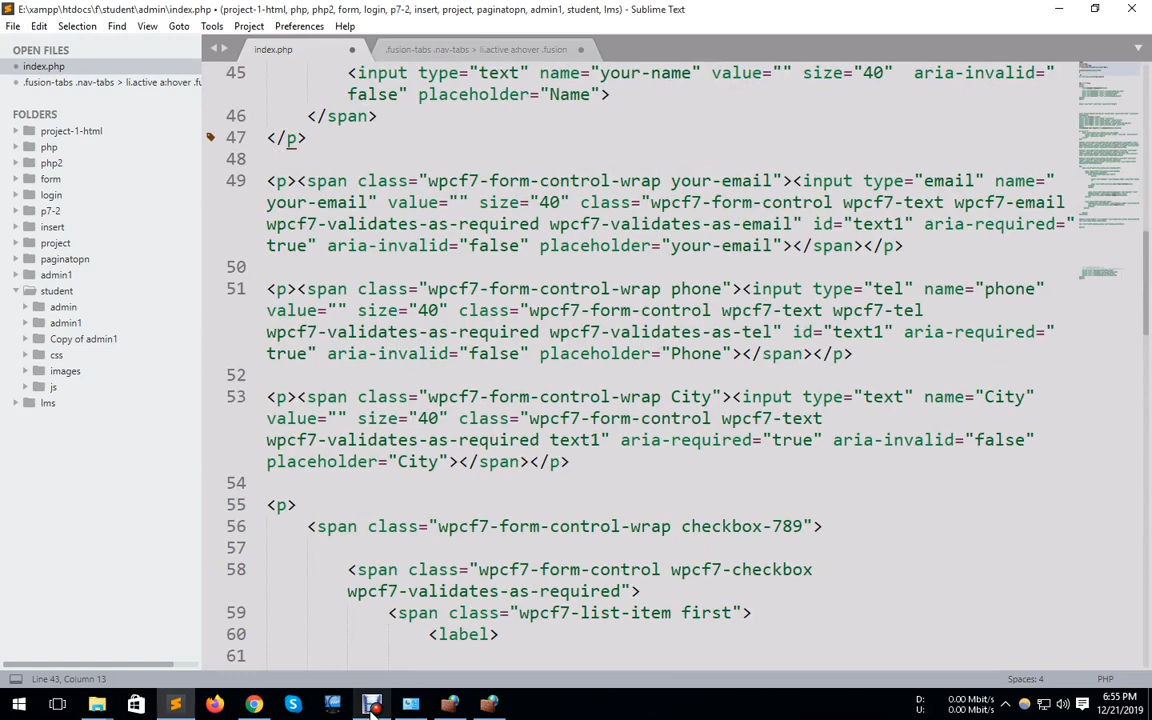 E:\xampp\htdocs\f\student\admin\index.php • (project-1-html, php, php2, form, login, p7-2, insert, project, paginatopn, admin1, student, lms) - Sublime Text
File Edit Selection Find View Goto Tools Project Preferences Help
OPEN FILES
index.php
.fusion-tabs .nav-tabs > li.active a:hover .fu
FOLDERS
project-1-html
php
php2
form
login
p7-2
insert
project
paginatopn
admin1
student
admin
admin1
Copy of admin1
css
images
js
lms
index.php
.fusion-tabs .nav-tabs > li.active a:hover .fusion
45 <input type="text" name="your-name" value="" size="40" aria-invalid="
false" placeholder="Name">
46 </span>
47 </p>
48
49 <p><span class="wpcf7-form-control-wrap your-email"><input type="email" name="
your-email" value="" size="40" class="wpcf7-form-control wpcf7-text wpcf7-email
wpcf7-validates-as-required wpcf7-validates-as-email" id="text1" aria-required="
true" aria-invalid="false" placeholder="your-email"></span></p>
50
51 <p><span class="wpcf7-form-control-wrap phone"><input type="tel" name="phone"
value="" size="40" class="wpcf7-form-control wpcf7-text wpcf7-tel
wpcf7-validates-as-required wpcf7-validates-as-tel" id="text1" aria-required="
true" aria-invalid="false" placeholder="Phone"></span></p>
52
53 <p><span class="wpcf7-form-control-wrap City"><input type="text" name="City"
value="" size="40" class="wpcf7-form-control wpcf7-text
wpcf7-validates-as-required text1" aria-required="true" aria-invalid="false"
placeholder="City"></span></p>
54
55 <p>
56 <span class="wpcf7-form-control-wrap checkbox-789">
57
58 <span class="wpcf7-form-control wpcf7-checkbox
wpcf7-validates-as-required">
59 <span class="wpcf7-list-item first">
60 <label>
61
Line 43, Column 13
Spaces: 4
PHP
D: 0.00 Mbit/s
U: 0.00 Mbit/s
6:55 PM
12/21/2019